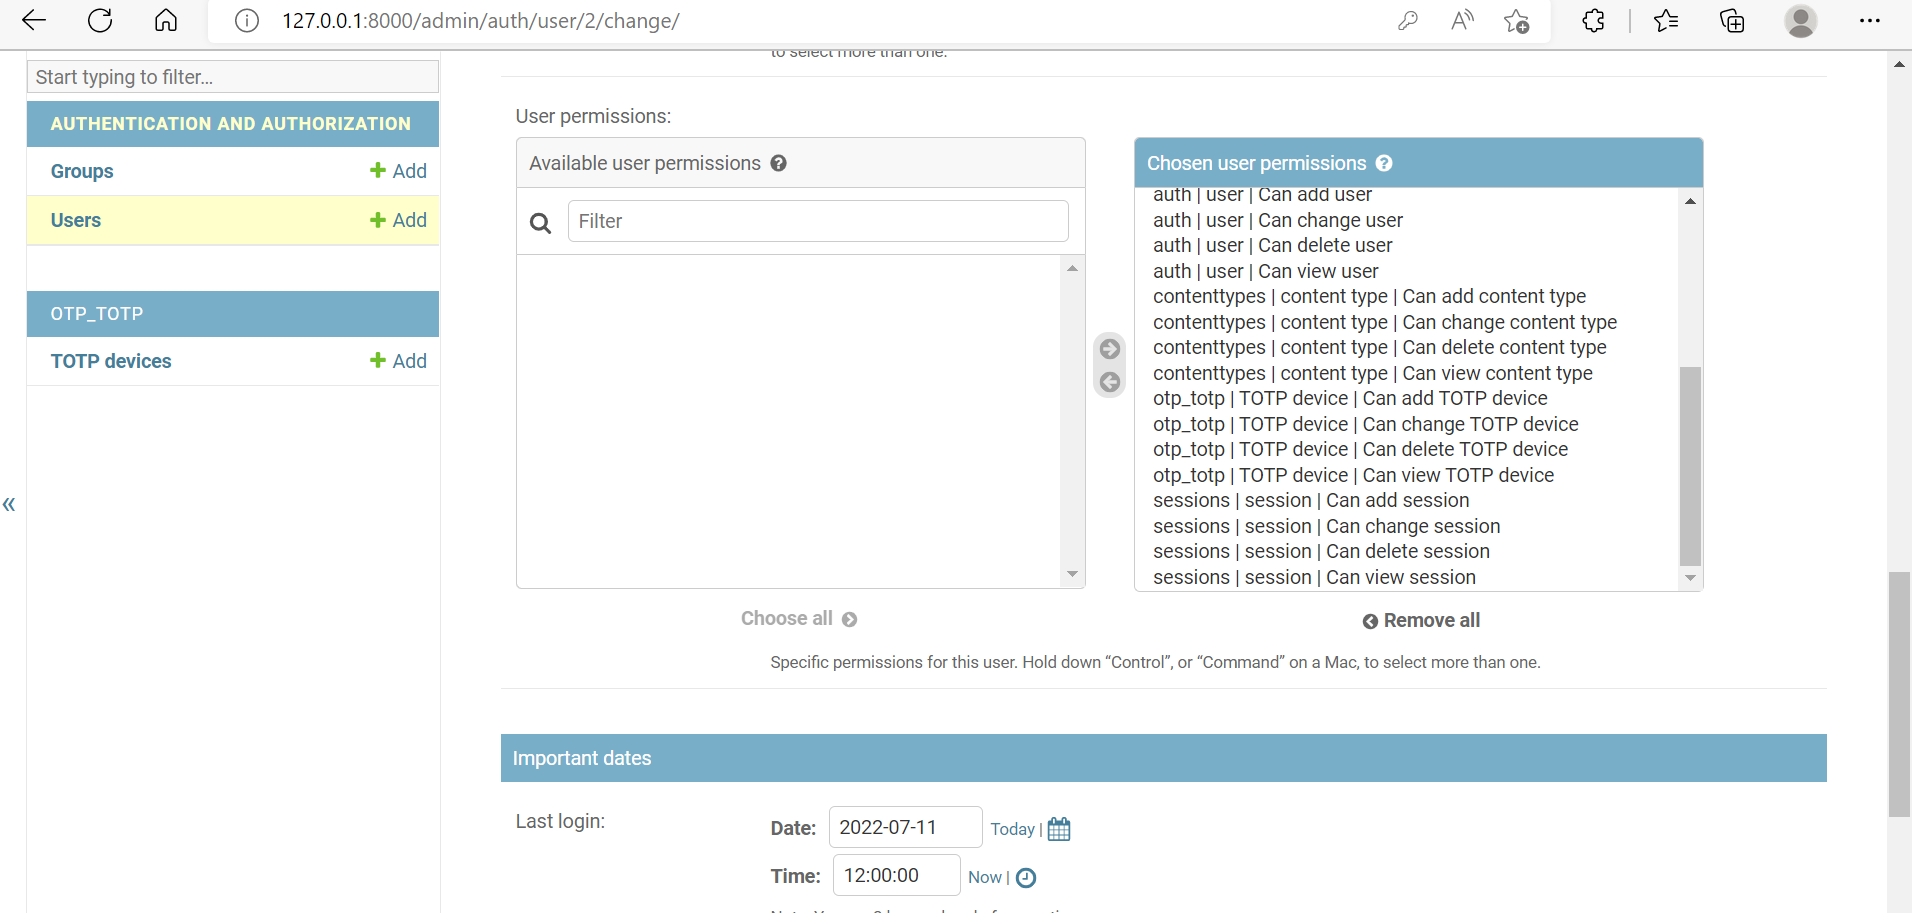 127.0.0.1:8000/admin/auth/user/2/change/
to select more than one.
Start typing to filter...
AUTHENTICATION AND AUTHORIZATION
Groups + Add
Users + Add
OTP_TOTP
TOTP devices + Add
«
User permissions:
Available user permissions ?
Filter
Choose all
Chosen user permissions ?
auth | user | Can add user
auth | user | Can change user
auth | user | Can delete user
auth | user | Can view user
contenttypes | content type | Can add content type
contenttypes | content type | Can change content type
contenttypes | content type | Can delete content type
contenttypes | content type | Can view content type
otp_totp | TOTP device | Can add TOTP device
otp_totp | TOTP device | Can change TOTP device
otp_totp | TOTP device | Can delete TOTP device
otp_totp | TOTP device | Can view TOTP device
sessions | session | Can add session
sessions | session | Can change session
sessions | session | Can delete session
sessions | session | Can view session
Remove all
Specific permissions for this user. Hold down “Control”, or “Command” on a Mac, to select more than one.
Important dates
Last login:
Date: 2022-07-11 Today |
Time: 12:00:00 Now |